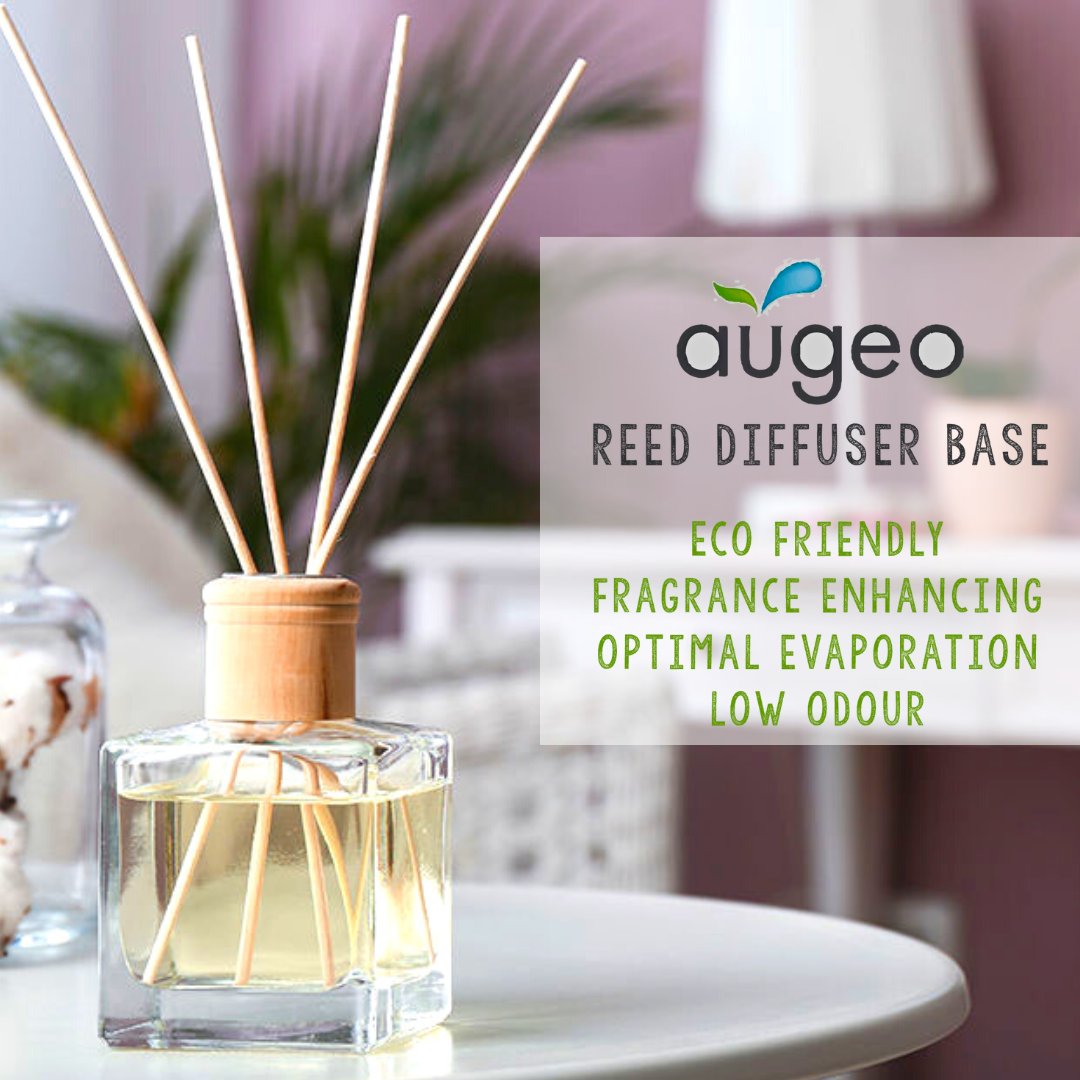 augeo
REED DIFFUSER BASE
ECO FRIENDLY
FRAGRANCE ENHANCING
OPTIMAL EVAPORATION
LOW ODOUR